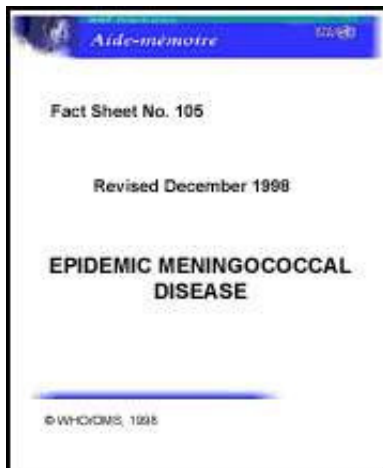 Aide-mémoire
Fact Sheet No. 105
Revised December 1998
EPIDEMIC MENINGOCOCCAL
DISEASE
© WHO/OMS, 1998